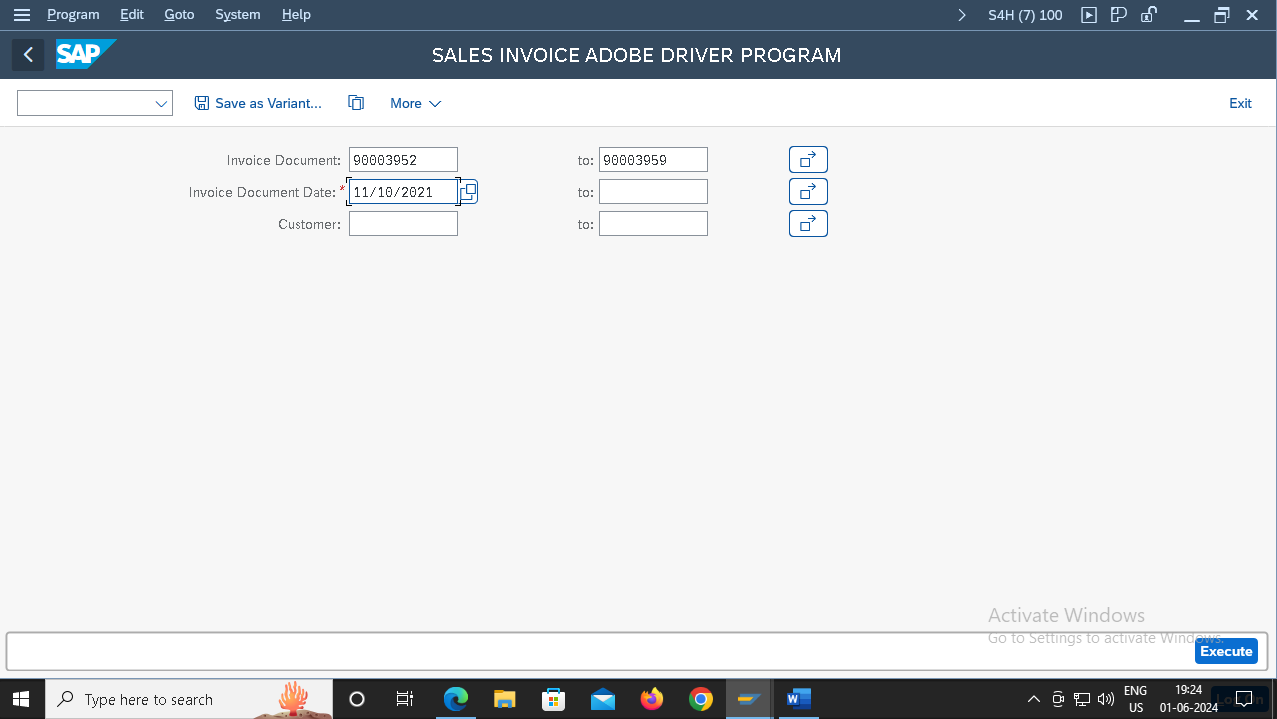 Program Edit Goto System Help S4H (7) 100
SAP SALES INVOICE ADOBE DRIVER PROGRAM
Save as Variant... More Exit
Invoice Document: 90003952 to: 90003959
Invoice Document Date: * 11/10/2021 to:
Customer: to:
Activate Windows
Go to Settings to activate Windows.
Execute
Type here to search
ENG 19:24
US 01-06-2024